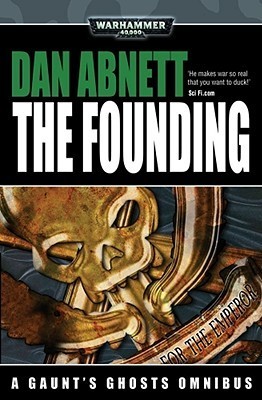 WARHAMMER
40,000
DAN ABNETT
'He makes war so real
that you want to duck!'
Sci Fi.com
THE FOUNDING
FOR THE EMPEROR
A GAUNT'S GHOSTS OMNIBUS